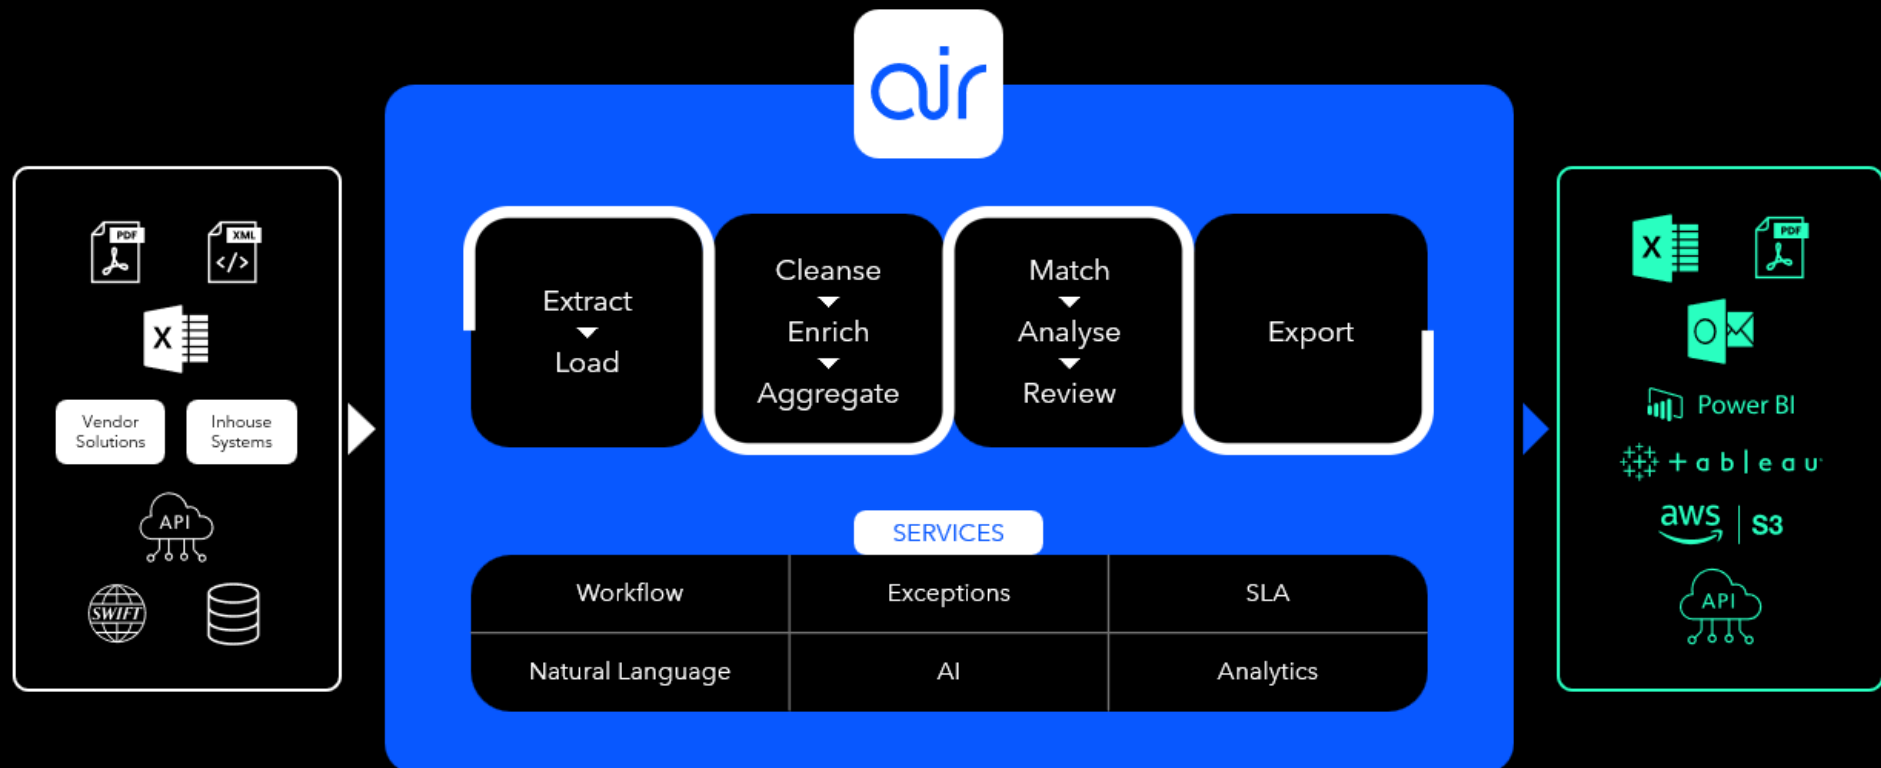 air
PDF
XML
</>
X
Vendor
Solutions
Inhouse
Systems
API
SWIFT
Extract
Load
Cleanse
Enrich
Aggregate
Match
Analyse
Review
Export
SERVICES
Workflow
Exceptions
SLA
Natural Language
AI
Analytics
X
PDF
O
Power BI
+ableau
aws
S3
API